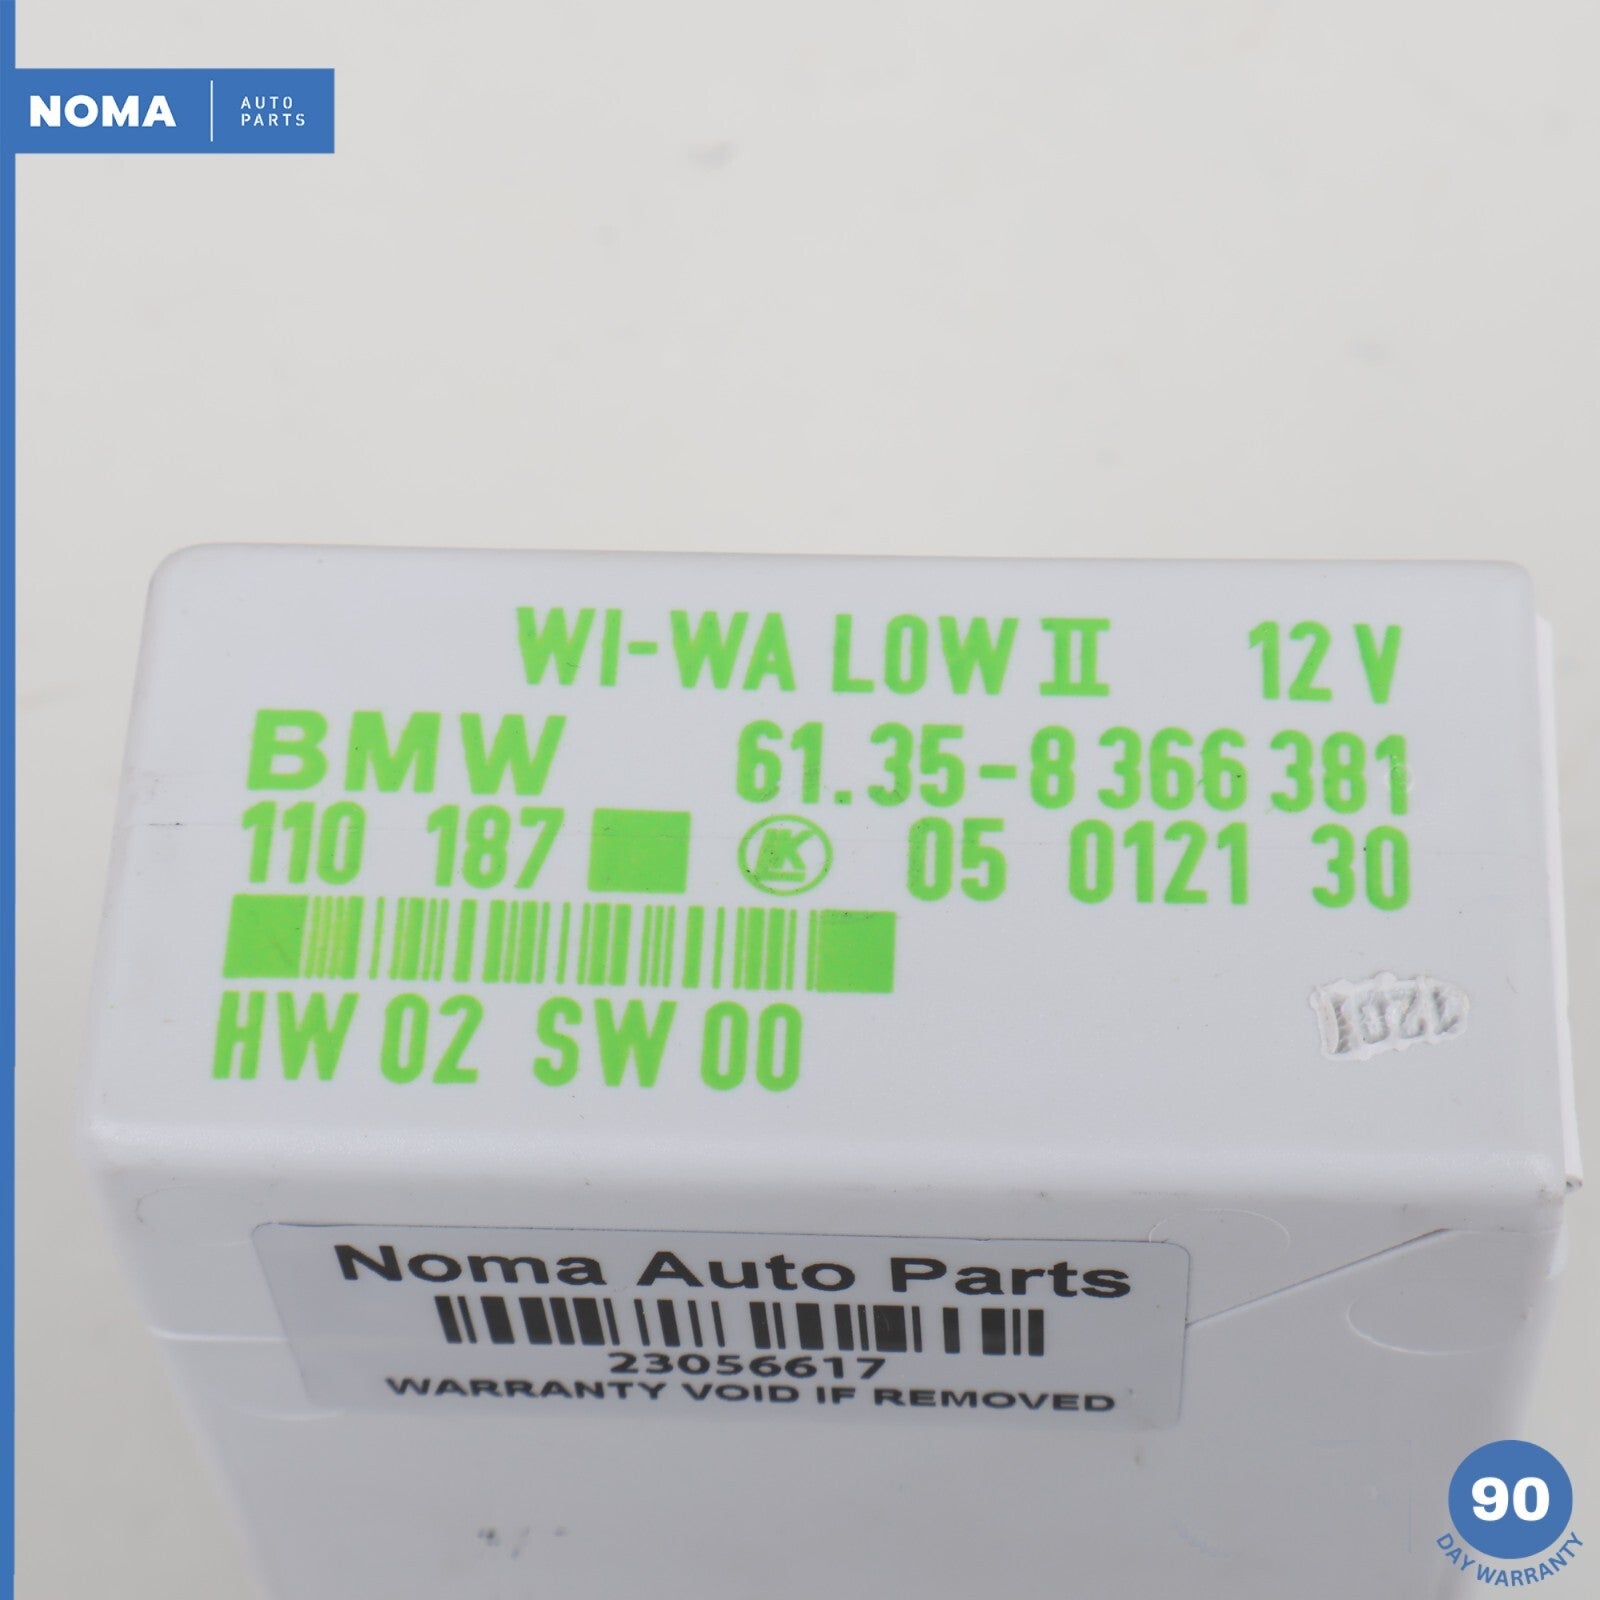 NOMA
AUTO
PARTS
WI-WA LOW II 12 V
BMW 61.35-8 366 381
110 187 LK 05 0121 30
HW 02 SW 00
1201
Noma Auto Parts
23056617
WARRANTY VOID IF REMOVED
90
DAY WARRANTY